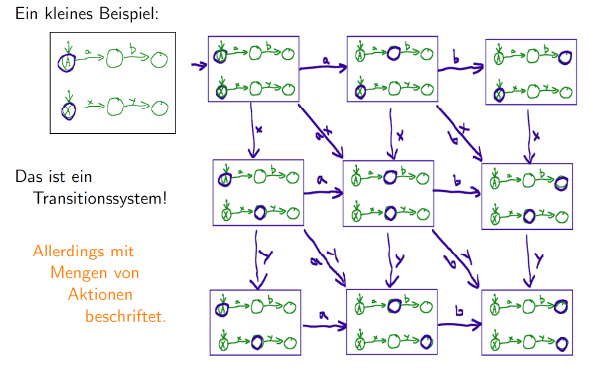 Ein kleines Beispiel:
A a b
X x y
A a b a A a b b A a b
X x y X x y X x y
x a x x b x x
Das ist ein
Transitionssystem!
A a b a A a b b A a b
X x y X x y X x y
Allerdings mit
Mengen von
Aktionen
beschriftet.
y a y y b y y
A a b a A a b b A a b
X x y X x y X x y